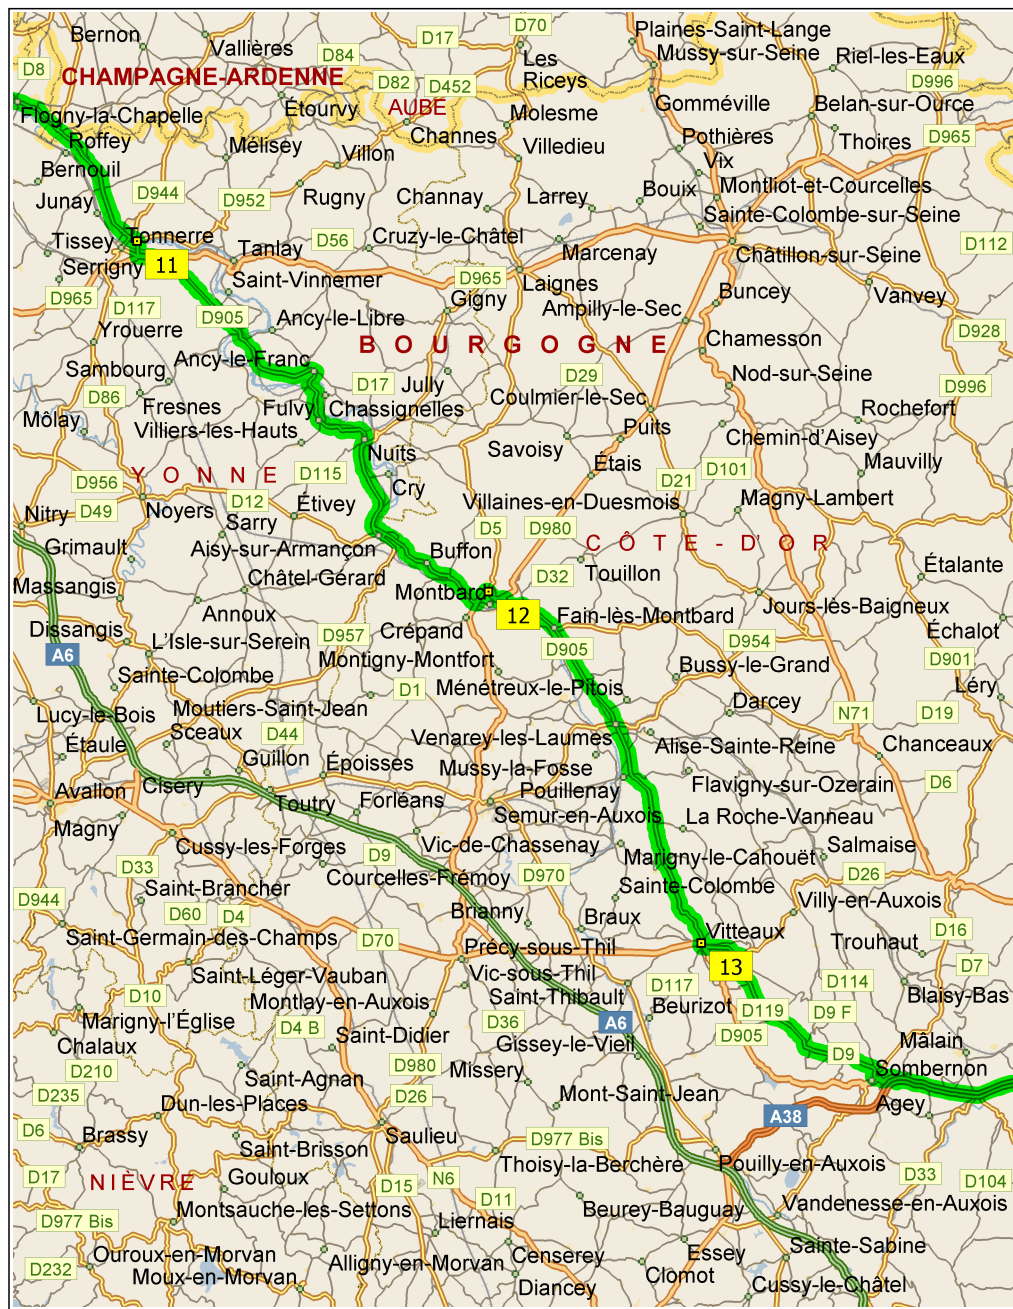 Bernon
Vallières
D84
D17
D70
Plaines-Saint-Lange
Mussy-sur-Seine
Riel-les-Eaux
D8
CHAMPAGNE-ARDENNE
D82
D452
Les
Riceys
D996
Étourvy
AUBE
Molesme
Gomméville
Belan-sur-Ource
Flogny-la-Chapelle
Roffey
Mélisey
Channes
Villedieu
Pothières
Thoires
D965
Bernouil
Villon
Vix
Junay
D944
D952
Rugny
Channay
Larrey
Bouix
Montliot-et-Courcelles
Sainte-Colombe-sur-Seine
Tissey
Tonnerre
Tanlay
D56
Cruzy-le-Châtel
Marcenay
Châtillon-sur-Seine
D112
Serrigny
11
Saint-Vinnemer
D965
Laignes
Buncey
Vanvey
D965
D117
D905
Gigny
Ampilly-le-Sec
Yrouerre
Ancy-le-Libre
BOURGOGNE
Chamesson
D928
Sambourg
Ancy-le-Franc
D17
Jully
D29
Nod-sur-Seine
D996
D86
Fresnes
Fulvy
Chassignelles
Coulmier-le-Sec
Rochefort
Môlay
Villiers-les-Hauts
Nuits
Savoisy
Puits
Chemin-d'Aisey
Mauvilly
YONNE
D115
Étais
D101
D956
D12
Étivey
Cry
Villaines-en-Duesmois
D21
Magny-Lambert
Nitry
D49
Noyers
Sarry
D5
D980
CÔTE-D'OR
Grimault
Aisy-sur-Armançon
Buffon
Touillon
Étalante
Massangis
Châtel-Gérard
Montbard
D32
Jours-lès-Baigneux
Annoux
12
Fain-lès-Montbard
Échalot
Dissangis
L'Isle-sur-Serein
D957
Crépand
D905
D954
A6
Sainte-Colombe
Montigny-Montfort
Bussy-le-Grand
D901
Léry
Lucy-le-Bois
Moutiers-Saint-Jean
D1
Ménétreux-le-Pitois
Darcey
N71
D19
Étaule
Sceaux
D44
Venarey-les-Laumes
Alise-Sainte-Reine
Chanceaux
Guillon
Époisses
Mussy-la-Fosse
Flavigny-sur-Ozerain
D6
Avallon
Cisery
Toutry
Forléans
Pouillenay
Semur-en-Auxois
La Roche-Vanneau
Magny
Cussy-les-Forges
Vic-de-Chassenay
Marigny-le-Cahouët
Salmaise
D33
D9
Courcelles-Frémoy
D970
Sainte-Colombe
D26
D944
Saint-Brancher
Villy-en-Auxois
D60
D4
Brianny
Braux
Vitteaux
D16
Saint-Germain-des-Champs
D70
Précy-sous-Thil
Trouhaut
13
D7
Saint-Léger-Vauban
Vic-sous-Thil
D117
D114
Blaisy-Bas
D10
Montlay-en-Auxois
Saint-Thibault
Beurizot
D119
D9 F
Marigny-l'Église
D4 B
Saint-Didier
D36
A6
D905
Chalaux
Gissey-le-Vieil
D9
Mâlain
D210
Saint-Agnan
D980
Missery
Sombernon
D235
Dun-les-Places
D26
Mont-Saint-Jean
A38
Agey
D6
Brassy
Saint-Brisson
Saulieu
D977 Bis
D17
NIÈVRE
Gouloux
D15
N6
Thoisy-la-Berchère
Pouilly-en-Auxois
D33
D104
D977 Bis
Montsauche-les-Settons
Liernais
D11
Beurey-Bauguay
Vandenesse-en-Auxois
D232
Ouroux-en-Morvan
Moux-en-Morvan
Alligny-en-Morvan
Censerey
Essey
Sainte-Sabine
Diancey
Clomot
Cussy-le-Châtel